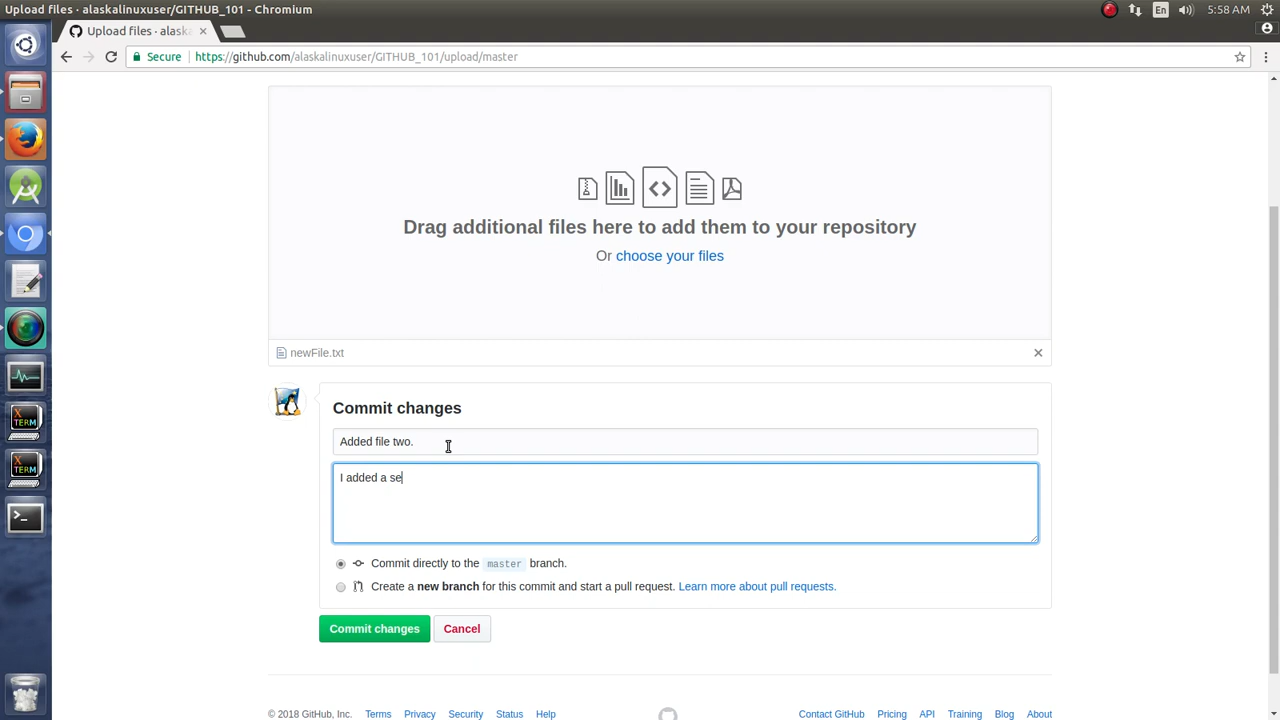 Upload files · alaskalinuxuser/GITHUB_101 - Chromium
En
5:58 AM
Upload files · alaska
Secure
https://github.com/alaskalinuxuser/GITHUB_101/upload/master
Drag additional files here to add them to your repository
Or choose your files
newFile.txt
Commit changes
Added file two.
I added a se
Commit directly to the master branch.
Create a new branch for this commit and start a pull request. Learn more about pull requests.
Commit changes
Cancel
X TERM
X TERM
© 2018 GitHub, Inc. Terms Privacy Security Status Help
Contact GitHub Pricing API Training Blog About